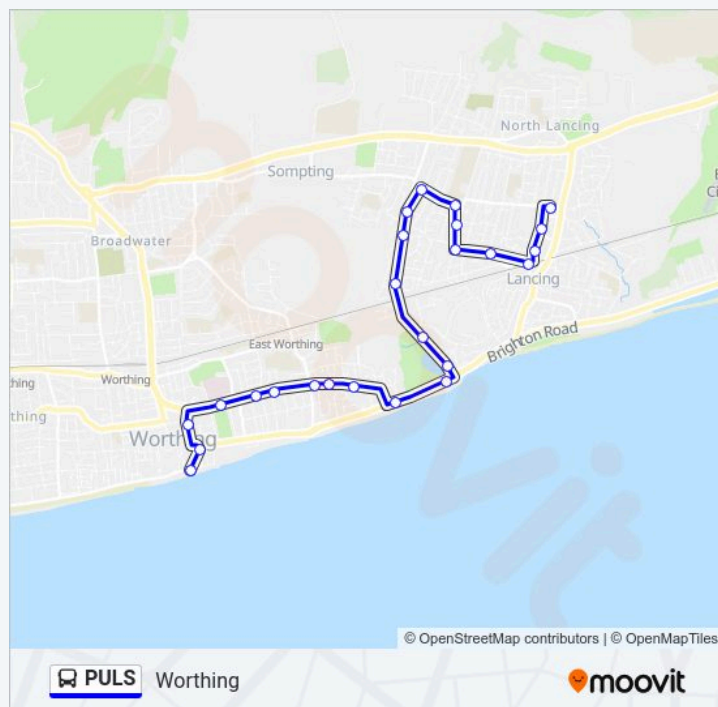 North Lancing
Sompting
Broadwater
Lancing
East Worthing
Brighton Road
thing
Worthing
thing
Worthing
© OpenStreetMap contributors | © OpenMapTiles
PULS
Worthing
moovit